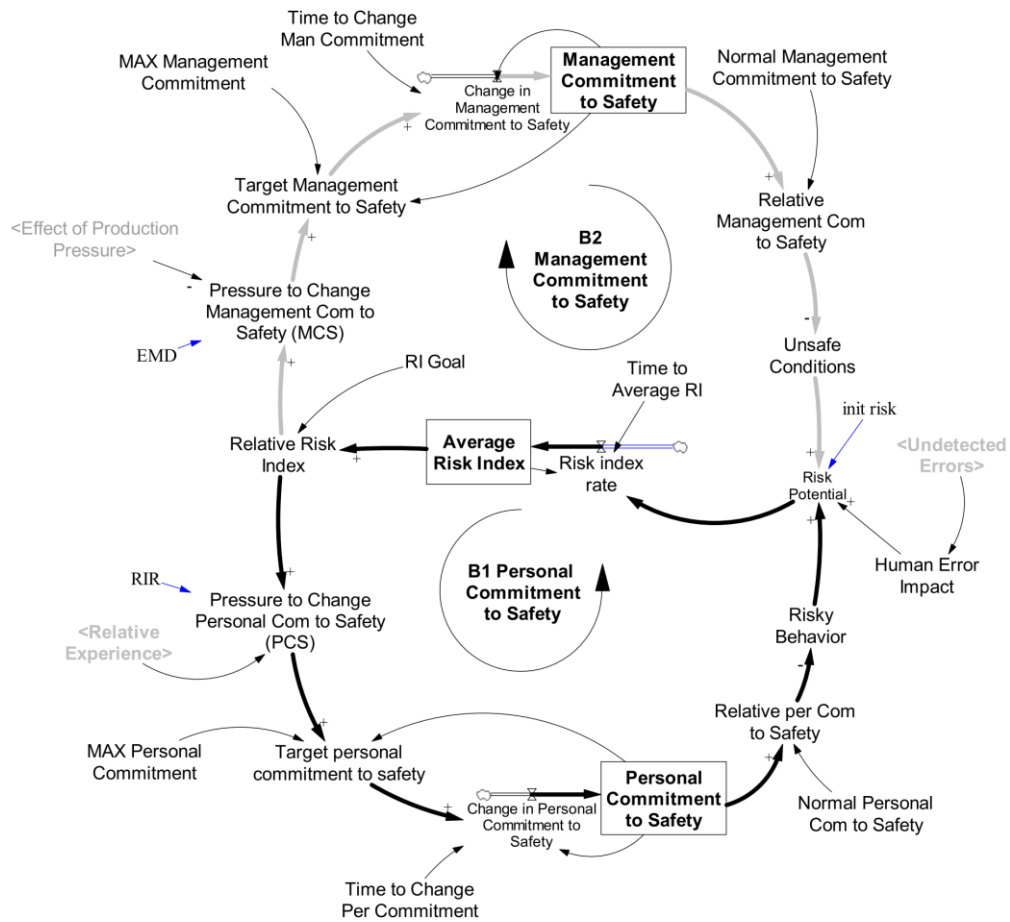 Time to Change
Man Commitment
MAX Management
Commitment
Change in
Management
Commitment to Safety
Management
Commitment
to Safety
Normal Management
Commitment to Safety
Target Management
Commitment to Safety
+
+
Relative
Management Com
to Safety
<Effect of Production
Pressure>
+
B2
Management
Commitment
to Safety
-
Pressure to Change
Management Com to
Safety (MCS)
-
EMD
Unsafe
Conditions
+
RI Goal
Time to
Average RI
init risk
Relative Risk
Index
+
Average
Risk Index
Risk index
rate
+
Risk
Potential
+
+
<Undetected
Errors>
Human Error
Impact
B1 Personal
Commitment
to Safety
RIR
+
Pressure to Change
Personal Com to Safety
(PCS)
<Relative
Experience>
Risky
Behavior
-
Relative per Com
to Safety
+
MAX Personal
Commitment
+
Target personal
commitment to safety
+
Change in Personal
Commitment to
Safety
Personal
Commitment
to Safety
Normal Personal
Com to Safety
Time to Change
Per Commitment